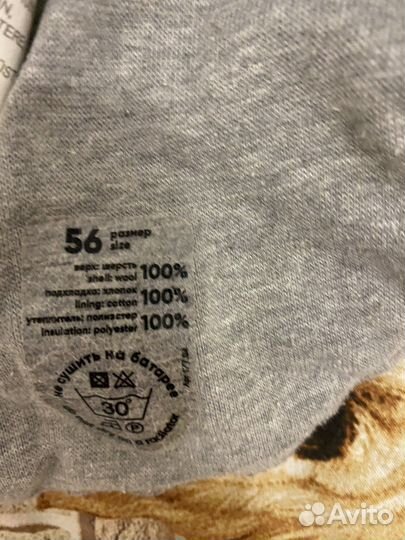 56 размер
size
верх: шерсть
shell: wool 100%
подкладка: хлопок
lining: cotton 100%
утеплитель: полиэстер
insulation: polyester 100%
не сушить на батарее
30°
Avito